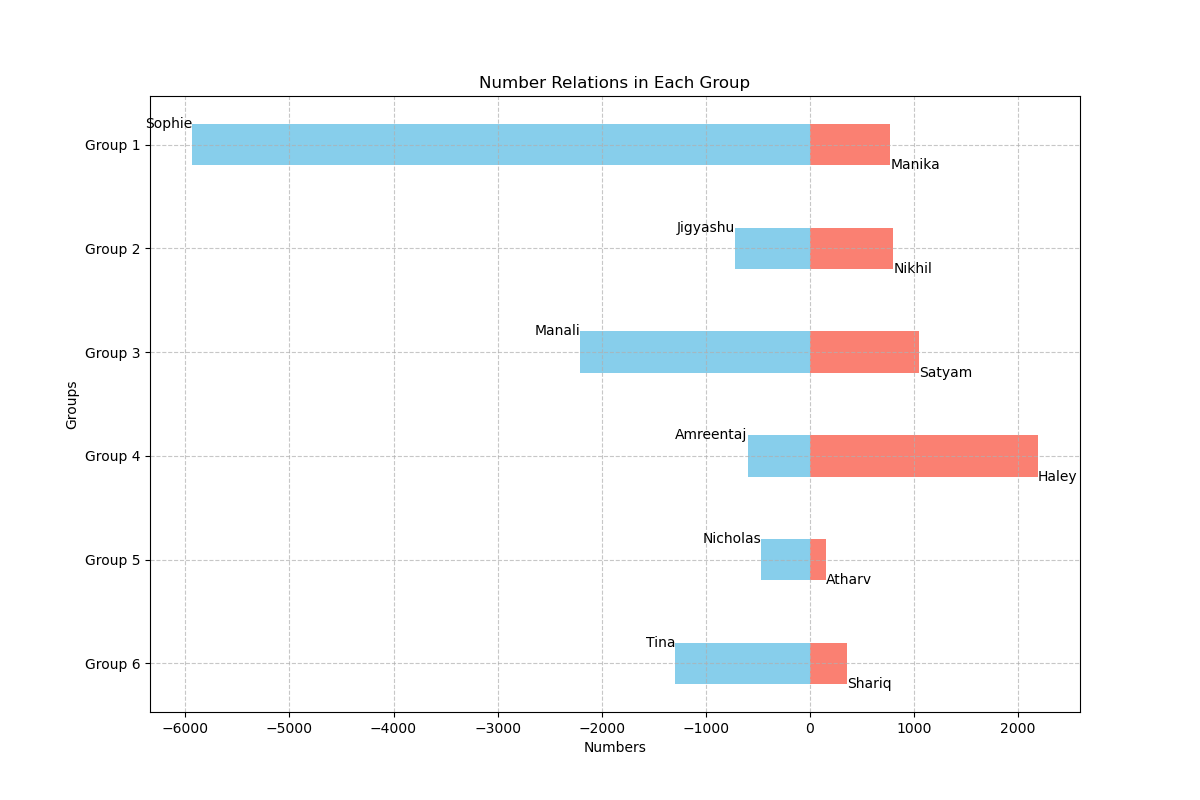 Number Relations in Each Group
Sophie
Group 1
Manika
Jigyashu
Group 2
Nikhil
Manali
Group 3
Satyam
Groups
Amreentaj
Group 4
Haley
Nicholas
Group 5
Atharv
Tina
Group 6
Shariq
−6000 −5000 −4000 −3000 −2000 −1000 0 1000 2000
Numbers